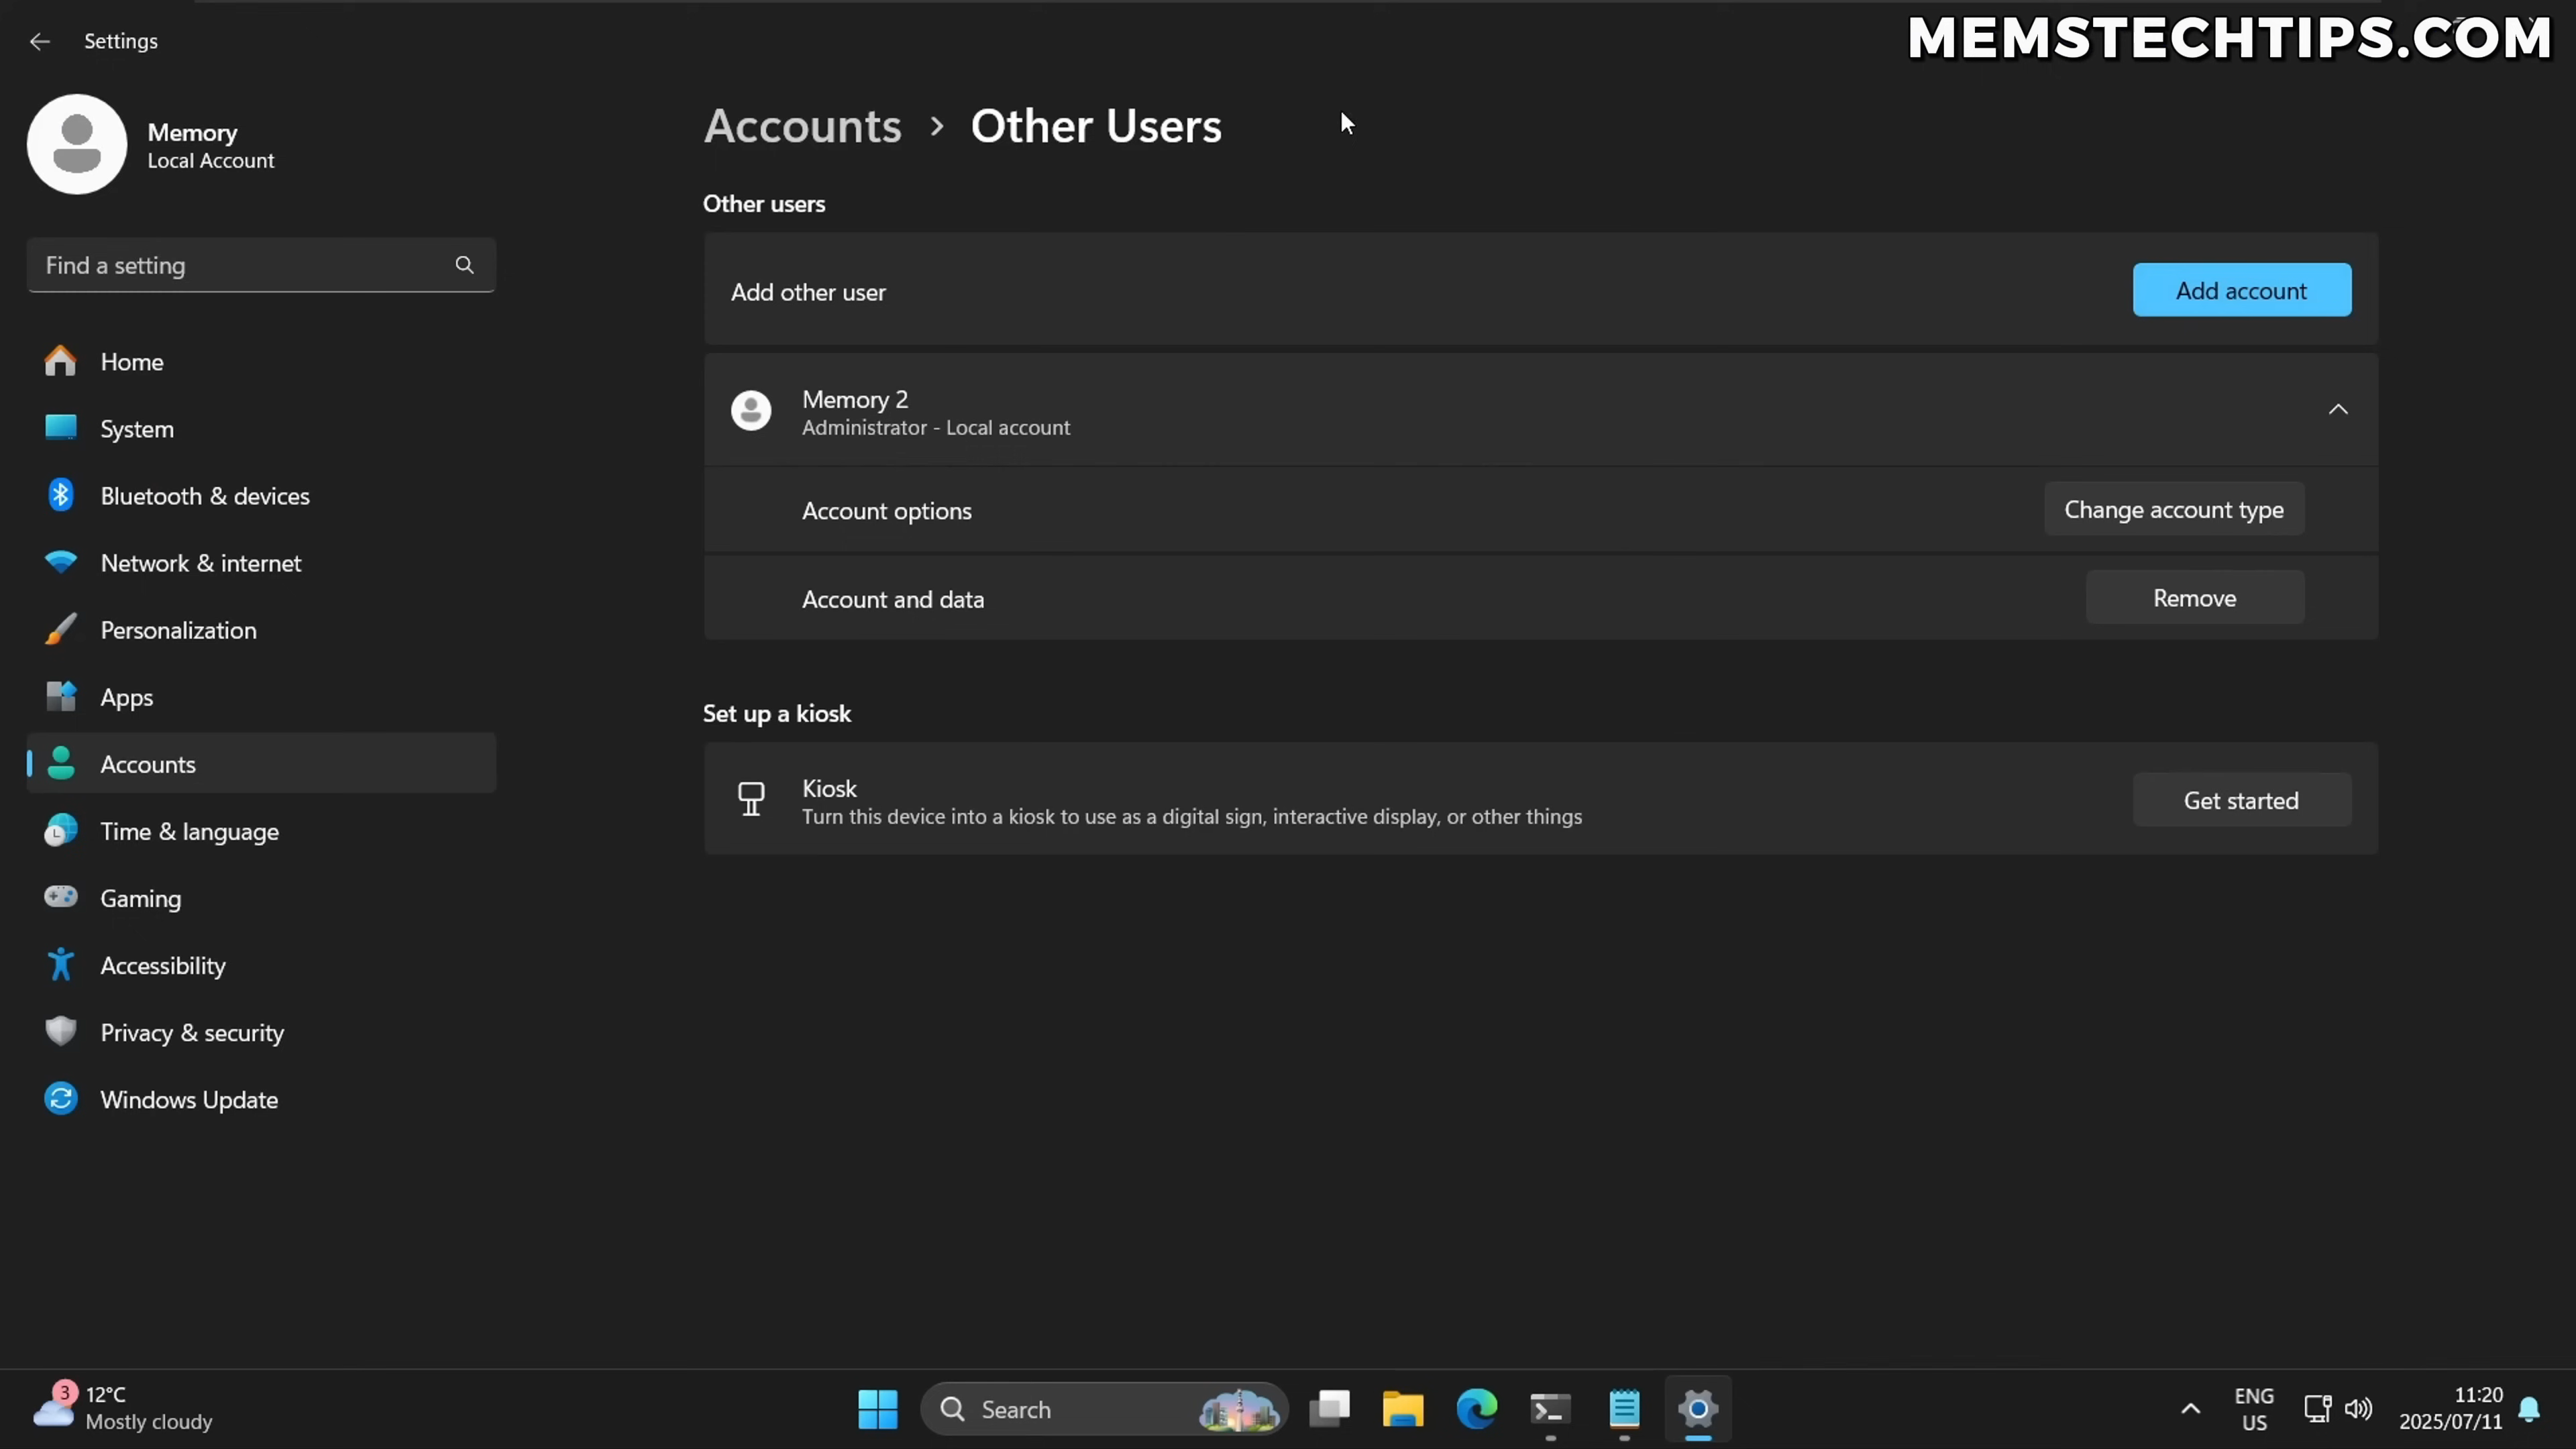 Settings
MEMSTECHTIPS.COM
Memory
Local Account
Find a setting
Home
System
Bluetooth & devices
Network & internet
Personalization
Apps
Accounts
Time & language
Gaming
Accessibility
Privacy & security
Windows Update
Accounts > Other Users
Other users
Add other user
Add account
Memory 2
Administrator - Local account
Account options
Change account type
Account and data
Remove
Set up a kiosk
Kiosk
Turn this device into a kiosk to use as a digital sign, interactive display, or other things
Get started
3
12°C
Mostly cloudy
Search
ENG
US
11:20
2025/07/11